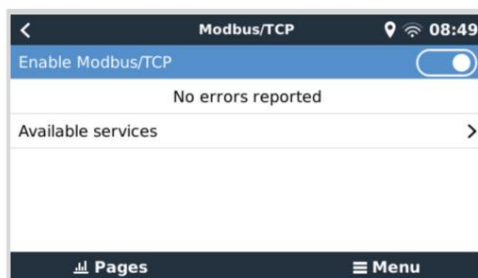 Modbus/TCP 08:49
Enable Modbus/TCP
No errors reported
Available services
Pages Menu